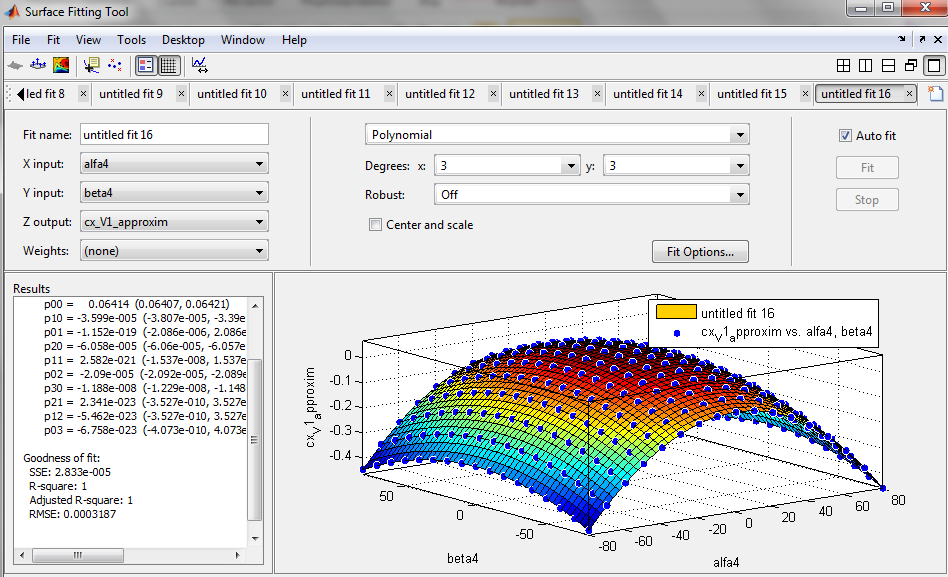 Surface Fitting Tool
File Fit View Tools Desktop Window Help
led fit 8 untitled fit 9 untitled fit 10 untitled fit 11 untitled fit 12 untitled fit 13 untitled fit 14 untitled fit 15 untitled fit 16
Fit name: untitled fit 16
X input: alfa4
Y input: beta4
Z output: cx_V1_approxim
Weights: (none)
Polynomial
Degrees: x: 3 y: 3
Robust: Off
Center and scale
Fit Options...
Auto fit
Fit
Stop
Results
p00 = 0.06414 (0.06407, 0.06421)
p10 = -3.599e-005 (-3.807e-005, -3.39e
p01 = -1.152e-019 (-2.086e-006, 2.086e
p20 = -6.058e-005 (-6.06e-005, -6.057e
p11 = 2.582e-021 (-1.537e-008, 1.537e
p02 = -2.09e-005 (-2.092e-005, -2.089e
p30 = -1.188e-008 (-1.229e-008, -1.148
p21 = 2.341e-023 (-3.527e-010, 3.527e
p12 = -5.462e-023 (-3.527e-010, 3.527e
p03 = -6.758e-023 (-4.073e-010, 4.073e
Goodness of fit:
SSE: 2.833e-005
R-square: 1
Adjusted R-square: 1
RMSE: 0.0003187
untitled fit 16
cxV1approxim vs. alfa4, beta4
0
-0.1
-0.2
-0.3
-0.4
cxV1approxim
50
0
-50
beta4
-80 -60 -40 -20 0 20 40 60 80
alfa4